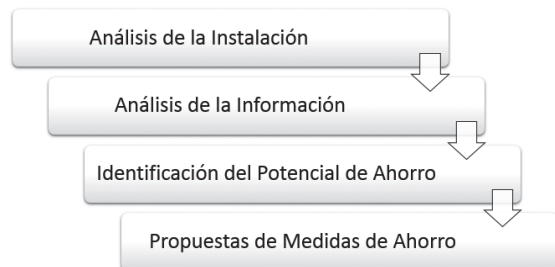 Análisis de la Instalación
Análisis de la Información
Identificación del Potencial de Ahorro
Propuestas de Medidas de Ahorro